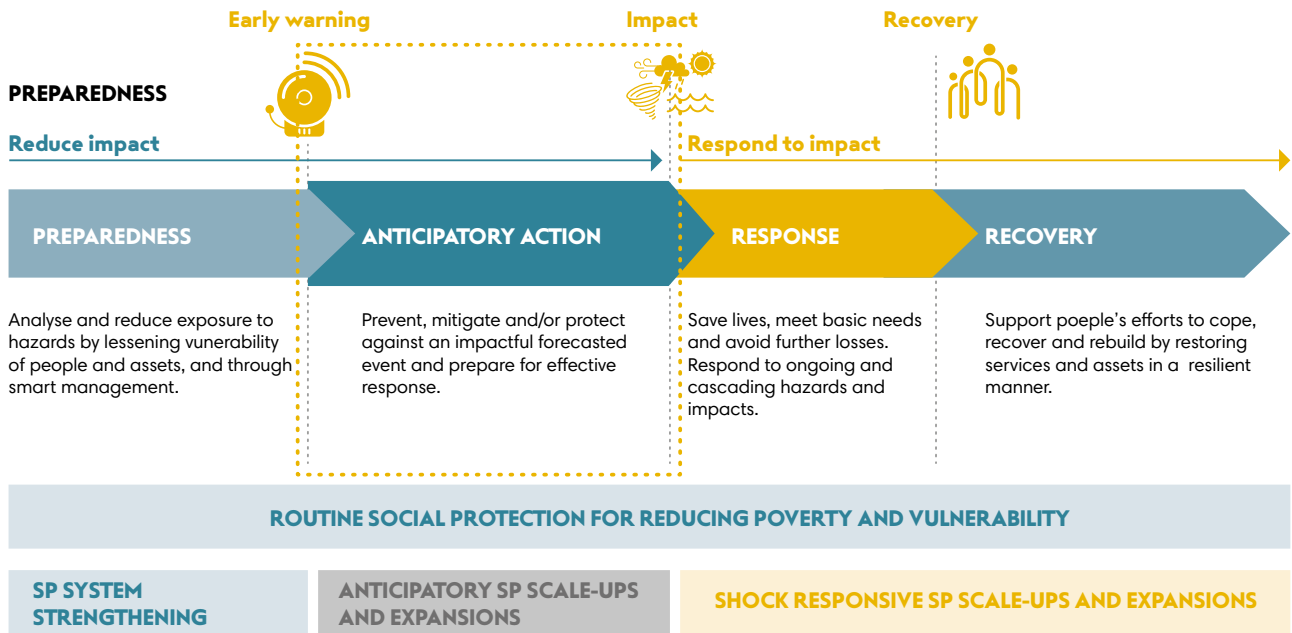 Early warning
Impact
Recovery
PREPAREDNESS
Reduce impact
Respond to impact
PREPAREDNESS
ANTICIPATORY ACTION
RESPONSE
RECOVERY
Analyse and reduce exposure to
hazards by lessening vunerability
of people and assets, and through
smart management.
Prevent, mitigate and/or protect
against an impactful forecasted
event and prepare for effective
response.
Save lives, meet basic needs
and avoid further losses.
Respond to ongoing and
cascading hazards and
impacts.
Support poeple's efforts to cope,
recover and rebuild by restoring
services and assets in a resilient
manner.
ROUTINE SOCIAL PROTECTION FOR REDUCING POVERTY AND VULNERABILITY
SP SYSTEM
STRENGTHENING
ANTICIPATORY SP SCALE-UPS
AND EXPANSIONS
SHOCK RESPONSIVE SP SCALE-UPS AND EXPANSIONS